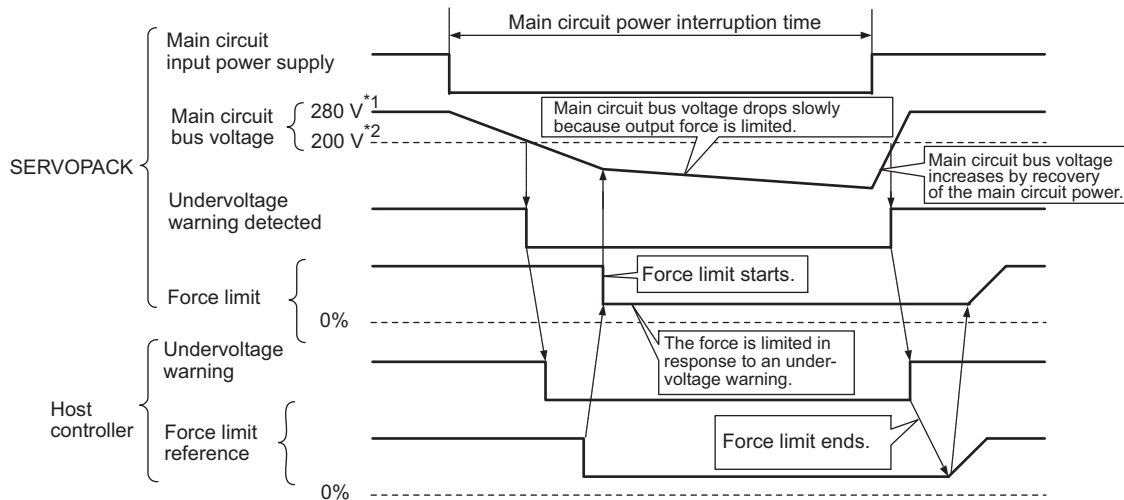 Main circuit power interruption time
Main circuit
input power supply
Main circuit
bus voltage
280 V*1
200 V*2
Main circuit bus voltage drops slowly
because output force is limited.
Main circuit bus voltage
increases by recovery
of the main circuit power.
SERVOPACK
Undervoltage
warning detected
Force limit starts.
Force limit
0%
The force is limited in
response to an under-
voltage warning.
Undervoltage
warning
Host
controller
Force limit
reference
Force limit ends.
0%